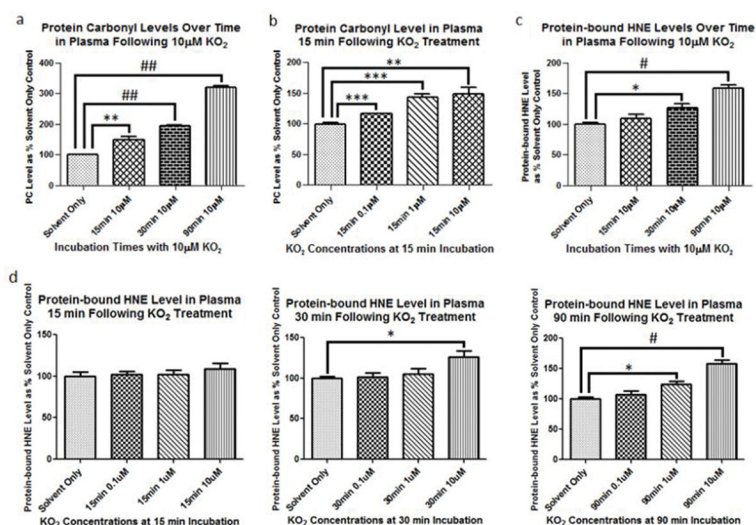 a
Protein Carbonyl Levels Over Time
in Plasma Following 10µM KO2
PC Level as % Solvent Only Control
400
300
200
100
0
##
##
**
Solvent Only
15min 10µM
30min 10µM
90min 10µM
Incubation Times with 10µM KO2
b
Protein Carbonyl Level in Plasma
15 min Following KO2 Treatment
PC Level as % Solvent Only Control
200
150
100
50
0
**
***
***
Solvent Only
15min 0.1µM
15min 1µM
15min 10µM
KO2 Concentrations at 15 min Incubation
c
Protein-bound HNE Levels Over Time
in Plasma Following 10µM KO2
Protein-bound HNE Level
as % Solvent Only Control
200
150
100
50
0
#
*
Solvent Only
15min 10µM
30min 10µM
90min 10µM
Incubation Times with 10µM KO2
d
Protein-bound HNE Level in Plasma
15 min Following KO2 Treatment
Protein-bound HNE Level as % Solvent Only Control
150
100
50
0
Solvent Only
15min 0.1uM
15min 1uM
15min 10uM
KO2 Concentrations at 15 min Incubation
Protein-bound HNE Level in Plasma
30 min Following KO2 Treatment
Protein-bound HNE Level as % Solvent Only Control
150
100
50
0
*
Solvent Only
30min 0.1uM
30min 1uM
30min 10uM
KO2 Concentrations at 30 min Incubation
Protein-bound HNE Level in Plasma
90 min Following KO2 Treatment
Protein-bound HNE Level as % Solvent Only Control
200
150
100
50
0
#
*
Solvent Only
90min 0.1uM
90min 1uM
90min 10uM
KO2 Concentrations at 90 min Incubation